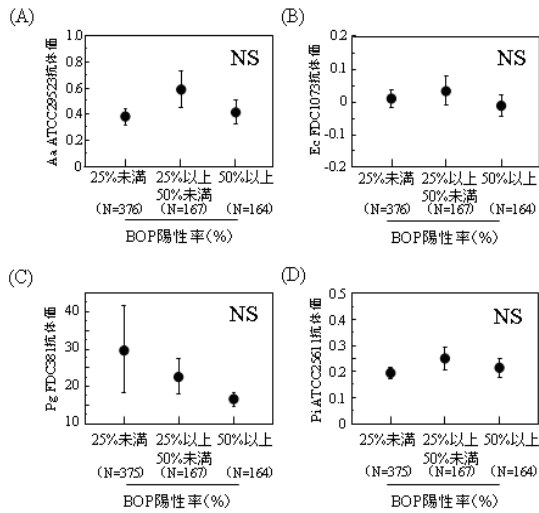 (A)
NS
Aa ATCC29523抗体価
1
0.8
0.6
0.4
0.2
0
25%未満 25%以上 50%以上
50%未満
(N=376) (N=167) (N=164)
BOP陽性率(%)
(B)
NS
Ec FDC1073抗体価
0.2
0.1
0
-0.1
-0.2
25%未満 25%以上 50%以上
50%未満
(N=376) (N=167) (N=164)
BOP陽性率(%)
(C)
NS
Pg FDC381抗体価
40
30
20
10
25%未満 25%以上 50%以上
50%未満
(N=375) (N=167) (N=164)
BOP陽性率(%)
(D)
NS
Pi ATCC25611抗体価
0.5
0.4
0.3
0.2
0.1
0
25%未満 25%以上 50%以上
50%未満
(N=375) (N=167) (N=164)
BOP陽性率(%)